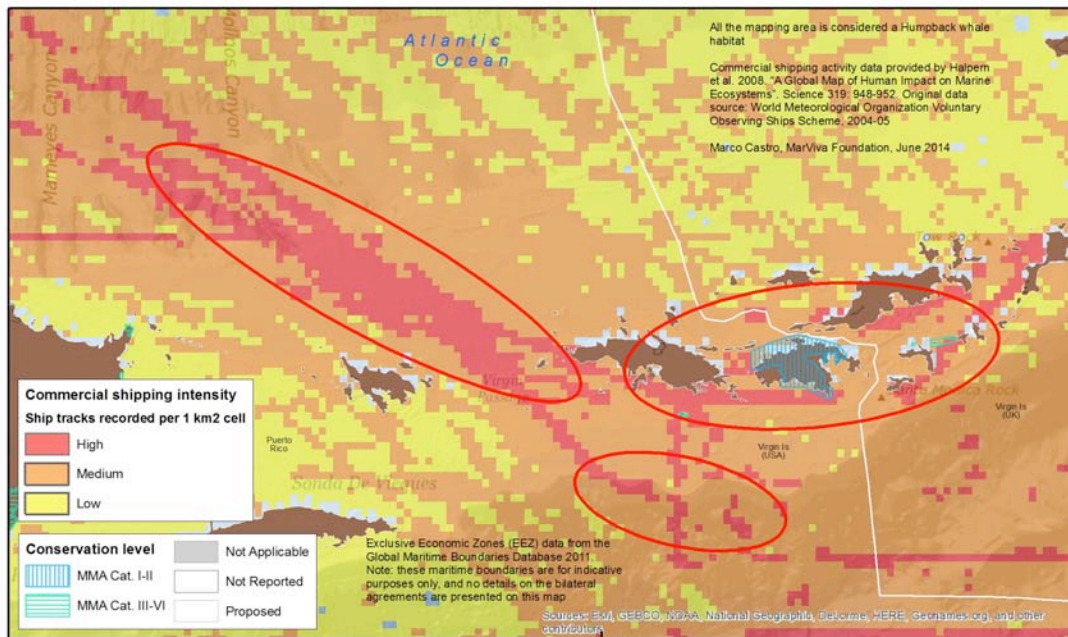 Atlantic
Ocean
All the mapping area is considered a Humpback whale
habitat
Commercial shipping activity data provided by Halpern
et al. 2008. "A Global Map of Human Impact on Marine
Ecosystems". Science 319: 948-952. Original data
source: World Meteorological Organization Voluntary
Observing Ships Scheme, 2004-05
Marco Castro, MarViva Foundation, June 2014
Mameyes Canyon
Canyon
Tow Rock
Virgin
Passage
Rock
Virgin Is
(UK)
Virgin Is
(USA)
Puerto
Rico
Sonda De Vieques
Commercial shipping intensity
Ship tracks recorded per 1 km2 cell
High
Medium
Low
Conservation level
MMA Cat. I-II
MMA Cat. III-VI
Not Applicable
Not Reported
Proposed
Exclusive Economic Zones (EEZ) data from the
Global Maritime Boundaries Database 2011.
Note: these maritime boundaries are for indicative
purposes only, and no details on the bilateral
agreements are presented on this map
Sources: Esri, GEBCO, NOAA, National Geographic, DeLorme, HERE, Geonames.org, and other
contributors